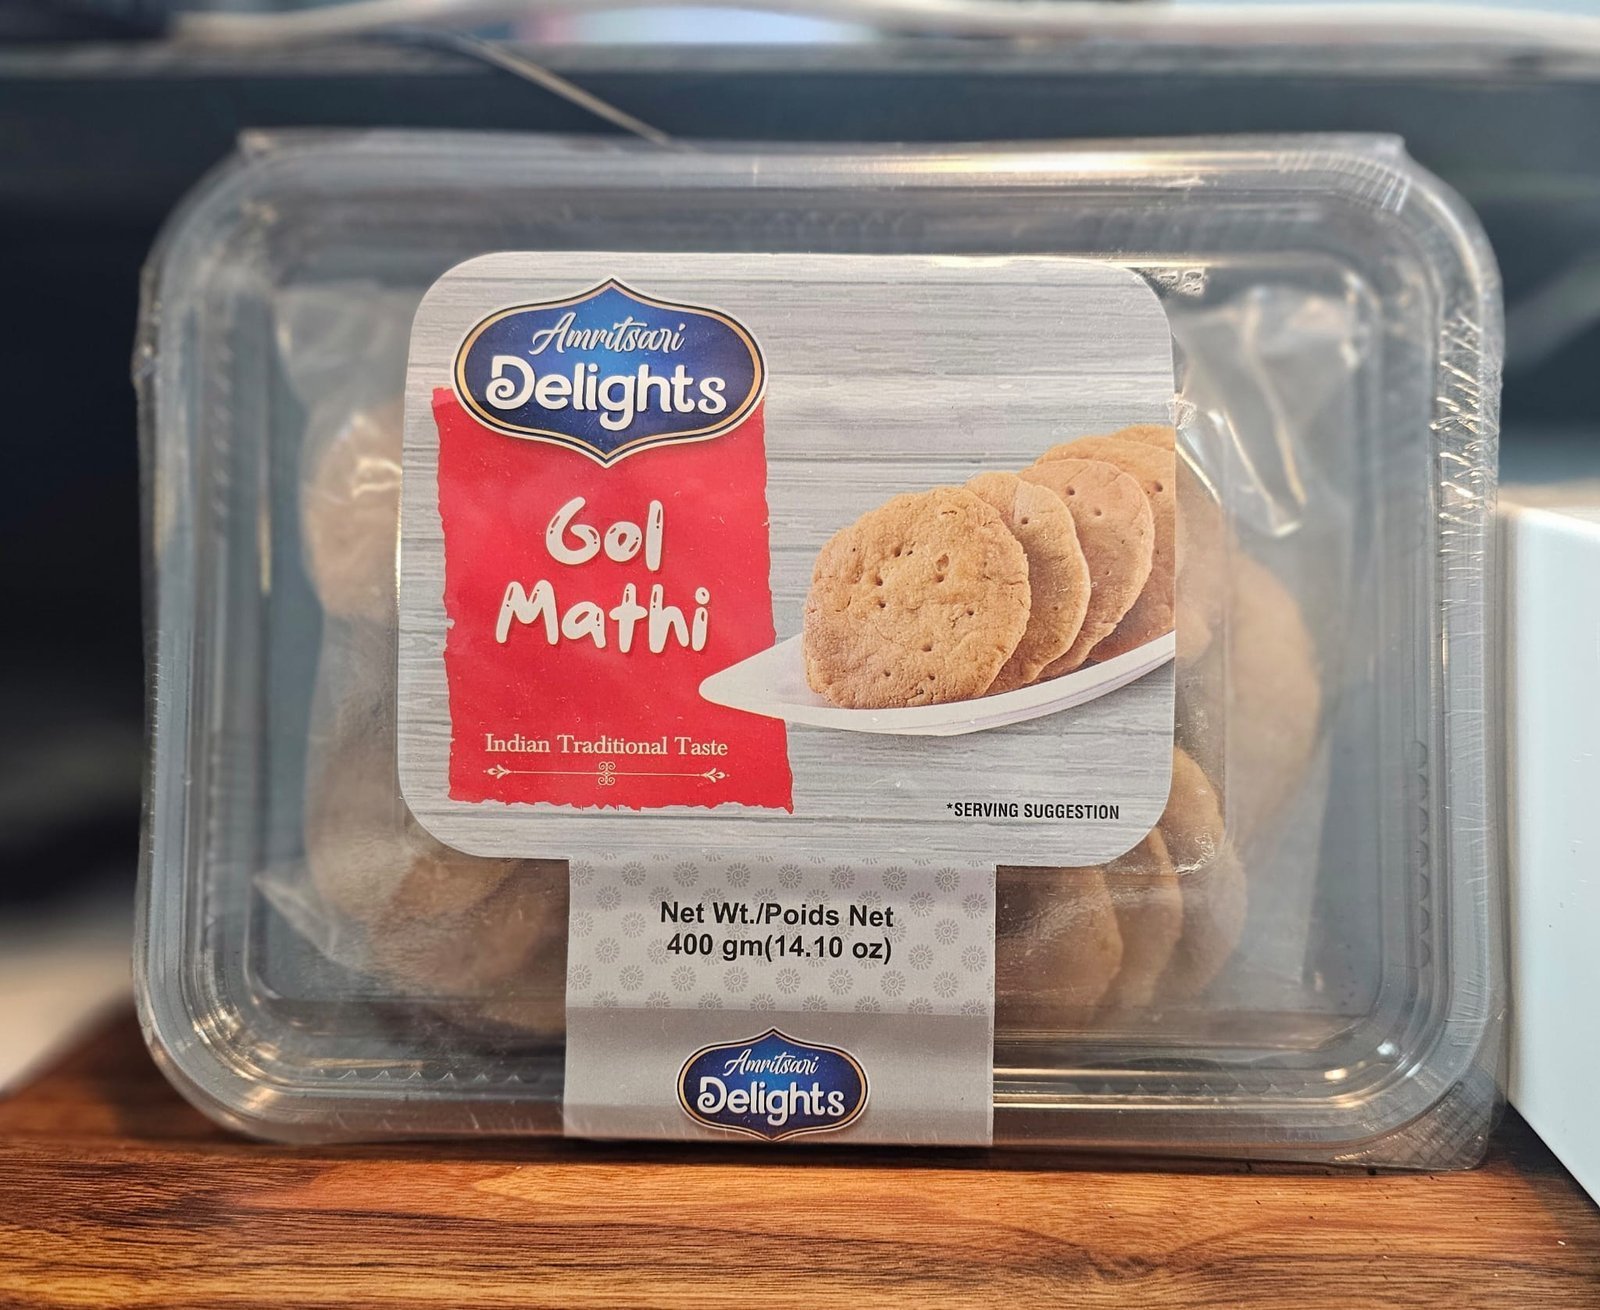 Amritsari
Delights
Gol
Mathi
Indian Traditional Taste
*SERVING SUGGESTION
Net Wt./Poids Net
400 gm(14.10 oz)
Amritsari
Delights